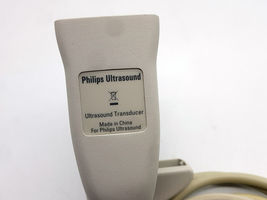 Philips Ultrasound
Ultrasound Transducer
Made in China
For Philips Ultrasound